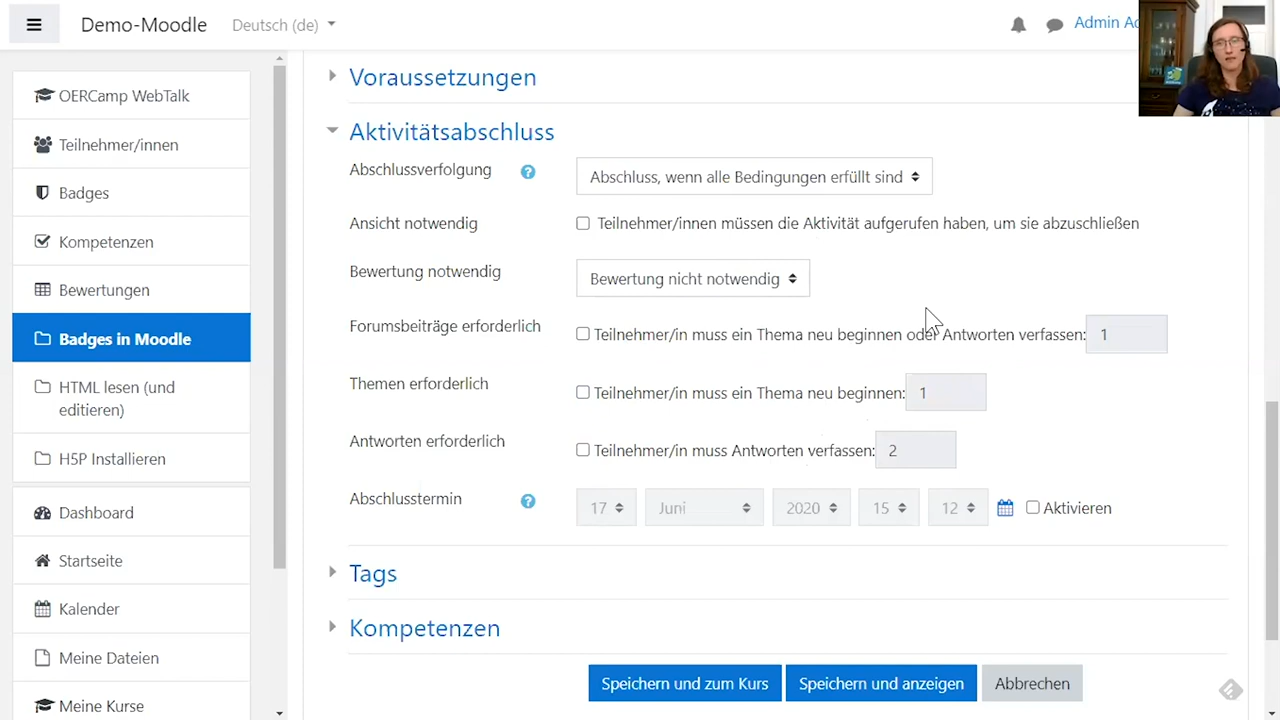 Demo-Moodle
Deutsch (de)
OERCamp WebTalk
Teilnehmer/innen
Badges
Kompetenzen
Bewertungen
Badges in Moodle
HTML lesen (und
editieren)
H5P Installieren
Dashboard
Startseite
Kalender
Meine Dateien
Meine Kurse
Voraussetzungen
Aktivitätsabschluss
Abschlussverfolgung ? Abschluss, wenn alle Bedingungen erfüllt sind
Ansicht notwendig Teilnehmer/innen müssen die Aktivität aufgerufen haben, um sie abzuschließen
Bewertung notwendig Bewertung nicht notwendig
Forumsbeiträge erforderlich Teilnehmer/in muss ein Thema neu beginnen oder Antworten verfassen: 1
Themen erforderlich Teilnehmer/in muss ein Thema neu beginnen: 1
Antworten erforderlich Teilnehmer/in muss Antworten verfassen: 2
Abschlusstermin ? 17 Juni 2020 15 12 Aktivieren
Tags
Kompetenzen
Speichern und zum Kurs Speichern und anzeigen Abbrechen